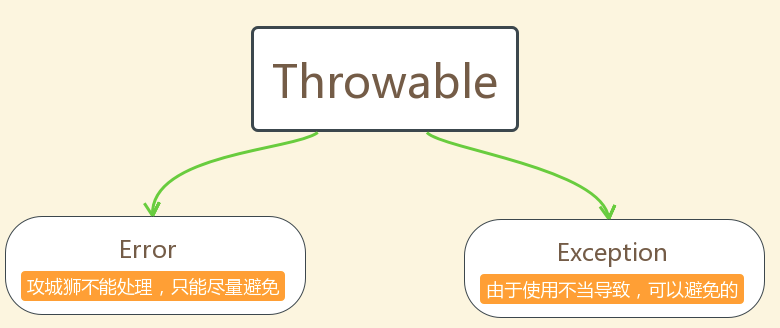 Throwable
Error
攻城狮不能处理，只能尽量避免
Exception
由于使用不当导致，可以避免的